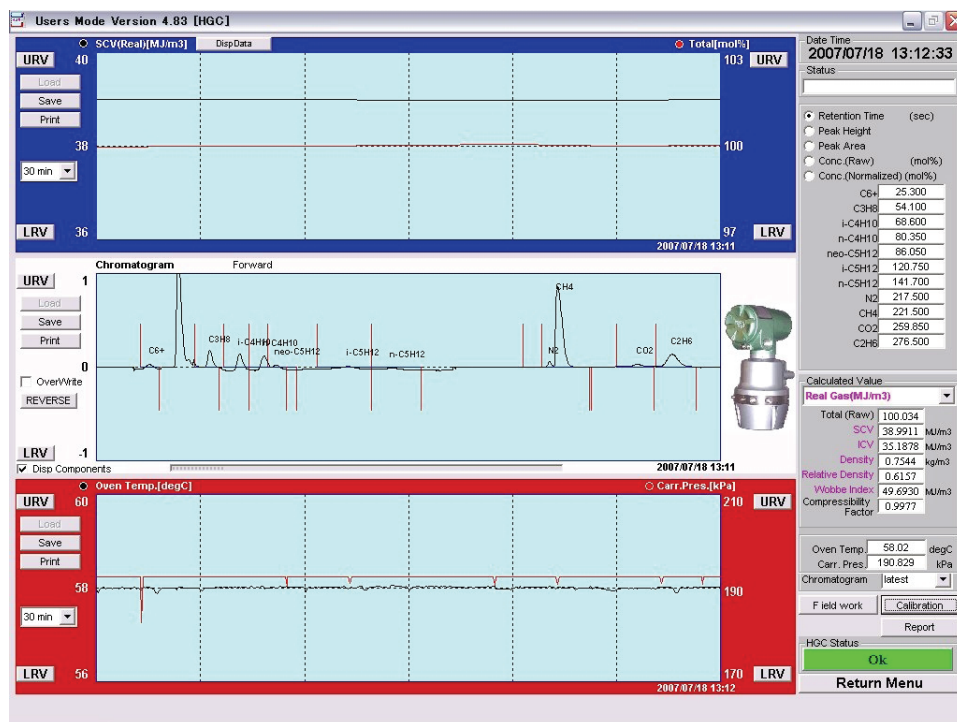 Users Mode Version 4.83 [HGC]
SCV(Real)[MJ/m3]
DispData
Total[mol%]
URV 40
103 URV
Load
Save
Print
38
100
30 min
LRV 36
97 LRV
2007/07/18 13:11
Chromatogram Forward
URV 1
Load
Save
Print
0
OverWrite
REVERSE
LRV -1
Disp Components
C6+
C3H8
i-C4H10
C4H10
neo-C5H12
i-C5H12
n-C5H12
N2
CH4
CO2
C2H6
2007/07/18 13:11
Oven Temp.[degC]
Carr.Pres.[kPa]
URV 60
210 URV
Load
Save
Print
58
190
30 min
LRV 56
170 LRV
2007/07/18 13:12
Date Time
2007/07/18 13:12:33
Status
Retention Time (sec)
Peak Height
Peak Area
Conc.(Raw) (mol%)
Conc.(Normalized) (mol%)
C6+ 25.300
C3H8 54.100
i-C4H10 68.600
n-C4H10 80.350
neo-C5H12 86.050
i-C5H12 120.750
n-C5H12 141.700
N2 217.500
CH4 221.500
CO2 259.850
C2H6 276.500
Calculated Value
Real Gas(MJ/m3)
Total (Raw) 100.034
SCV 38.9911 MJ/m3
ICV 35.1878 MJ/m3
Density 0.7544 kg/m3
Relative Density 0.6157
Wobbe Index 49.6930 MJ/m3
Compressibility
Factor 0.9977
Oven Temp. 58.02 degC
Carr. Pres. 190.829 kPa
Chromatogram latest
Field work
Calibration
Report
HGC Status
Ok
Return Menu